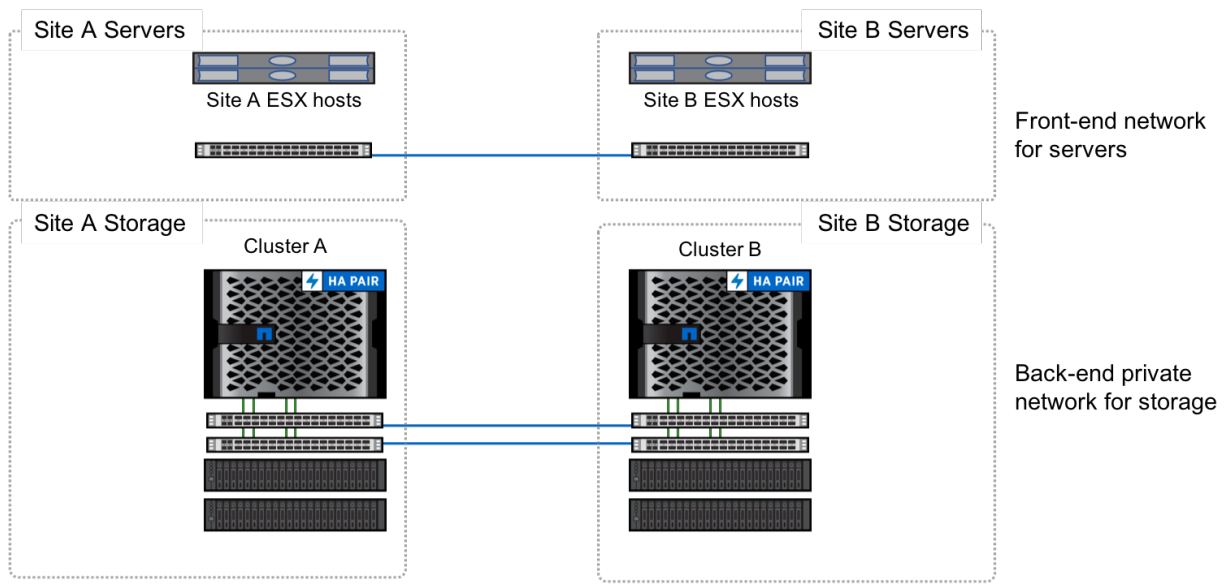 Site A Servers
Site B Servers
Site A ESX hosts
Site B ESX hosts
Front-end network
for servers
Site A Storage
Site B Storage
Cluster A
Cluster B
HA PAIR
HA PAIR
Back-end private
network for storage